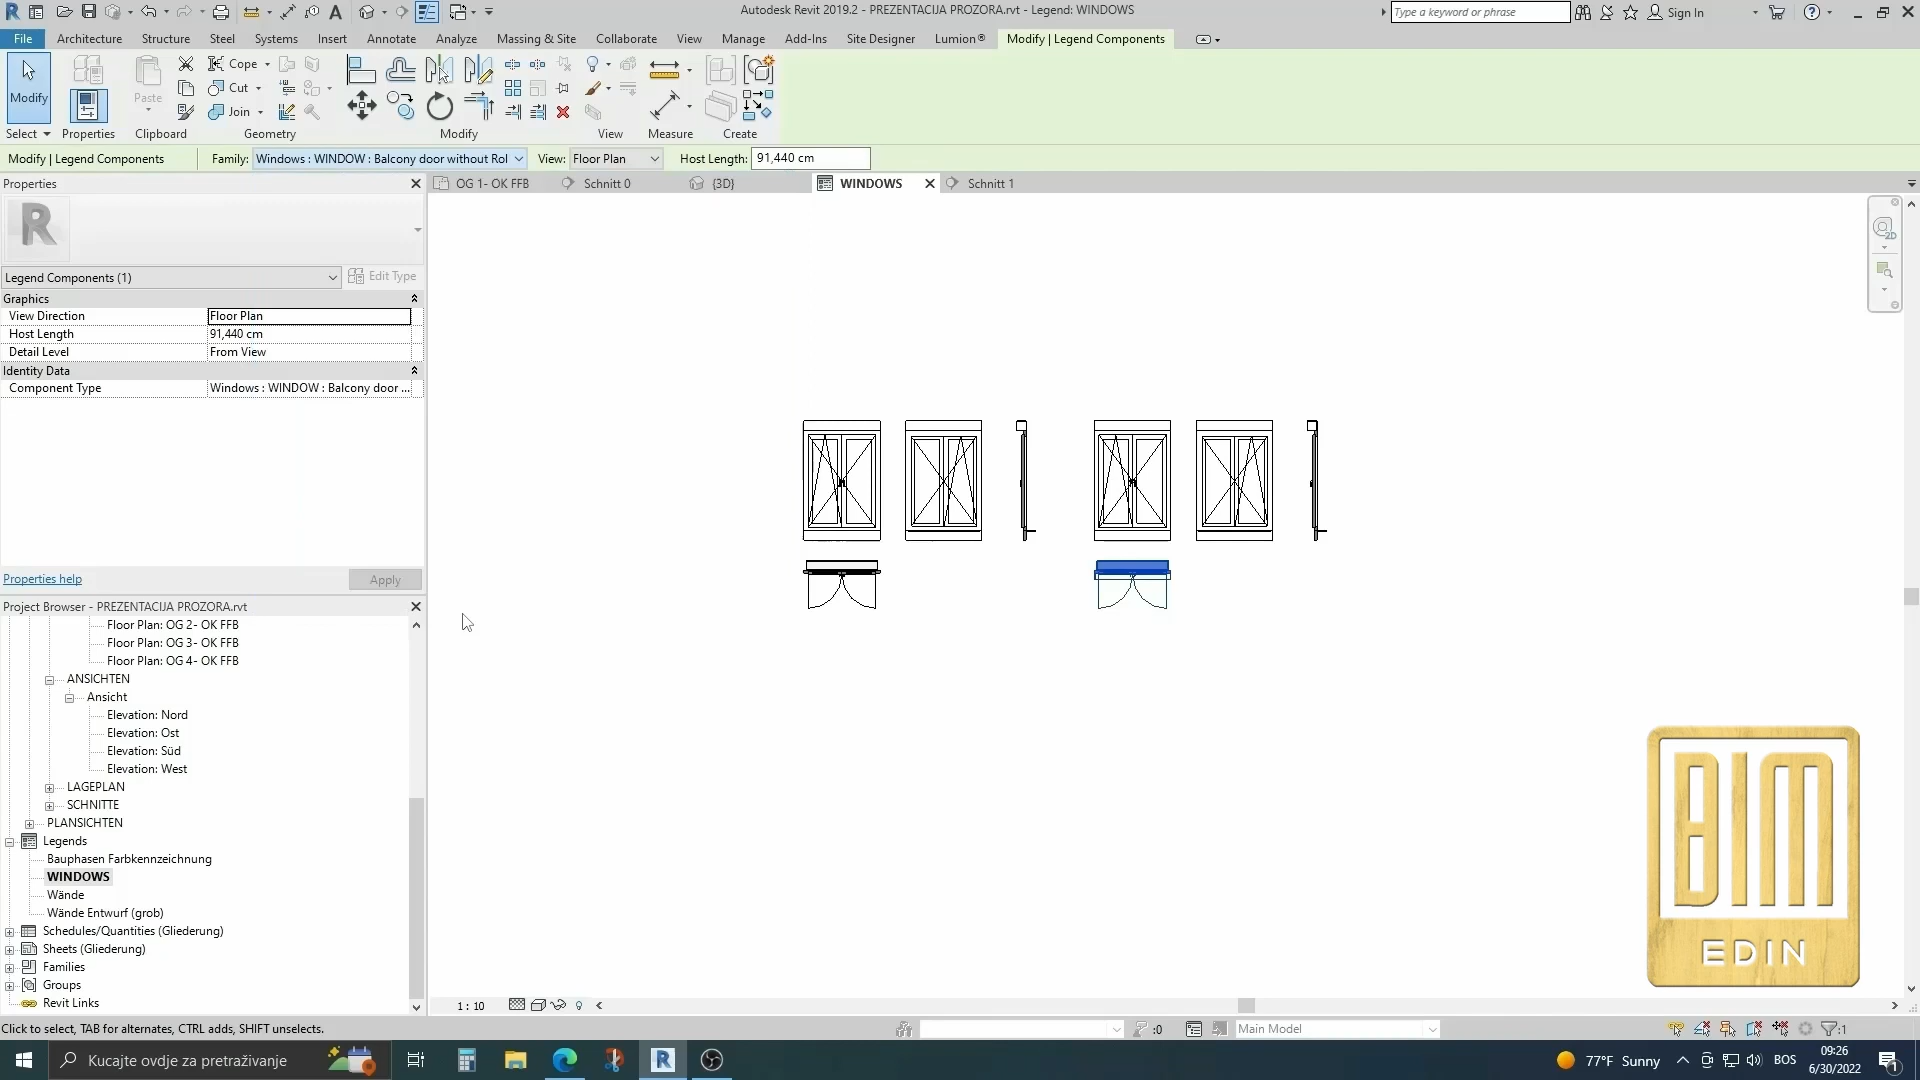 Autodesk Revit 2019.2 - PREZENTACIJA PROZORA.rvt - Legend: WINDOWS
Type a keyword or phrase
Sign In
File Architecture Structure Steel Systems Insert Annotate Analyze Massing & Site Collaborate View Manage Add-Ins Site Designer Lumion® Modify | Legend Components
Modify
Paste
Cope
Cut
Join
Select Properties Clipboard Geometry Modify View Measure Create
Modify | Legend Components Family: Windows : WINDOW : Balcony door without Rol View: Floor Plan Host Length: 91,440 cm
Properties
OG 1- OK FFB Schnitt 0 {3D} WINDOWS Schnitt 1
R
2D
Legend Components (1) Edit Type
Graphics
View Direction Floor Plan
Host Length 91,440 cm
Detail Level From View
Identity Data
Component Type Windows : WINDOW : Balcony door ...
Properties help Apply
Project Browser - PREZENTACIJA PROZORA.rvt
Floor Plan: OG 2- OK FFB
Floor Plan: OG 3- OK FFB
Floor Plan: OG 4- OK FFB
ANSICHTEN
Ansicht
Elevation: Nord
Elevation: Ost
Elevation: Süd
Elevation: West
LAGEPLAN
SCHNITTE
PLANSICHTEN
Legends
Bauphasen Farbkennzeichnung
WINDOWS
Wände
Wände Entwurf (grob)
Schedules/Quantities (Gliederung)
Sheets (Gliederung)
Families
Groups
Revit Links
BIM
EDIN
1 : 10
Click to select, TAB for alternates, CTRL adds, SHIFT unselects.
:0
Main Model
:1
Kucajte ovdje za pretraživanje
77°F Sunny
BOS
09:26
6/30/2022
1